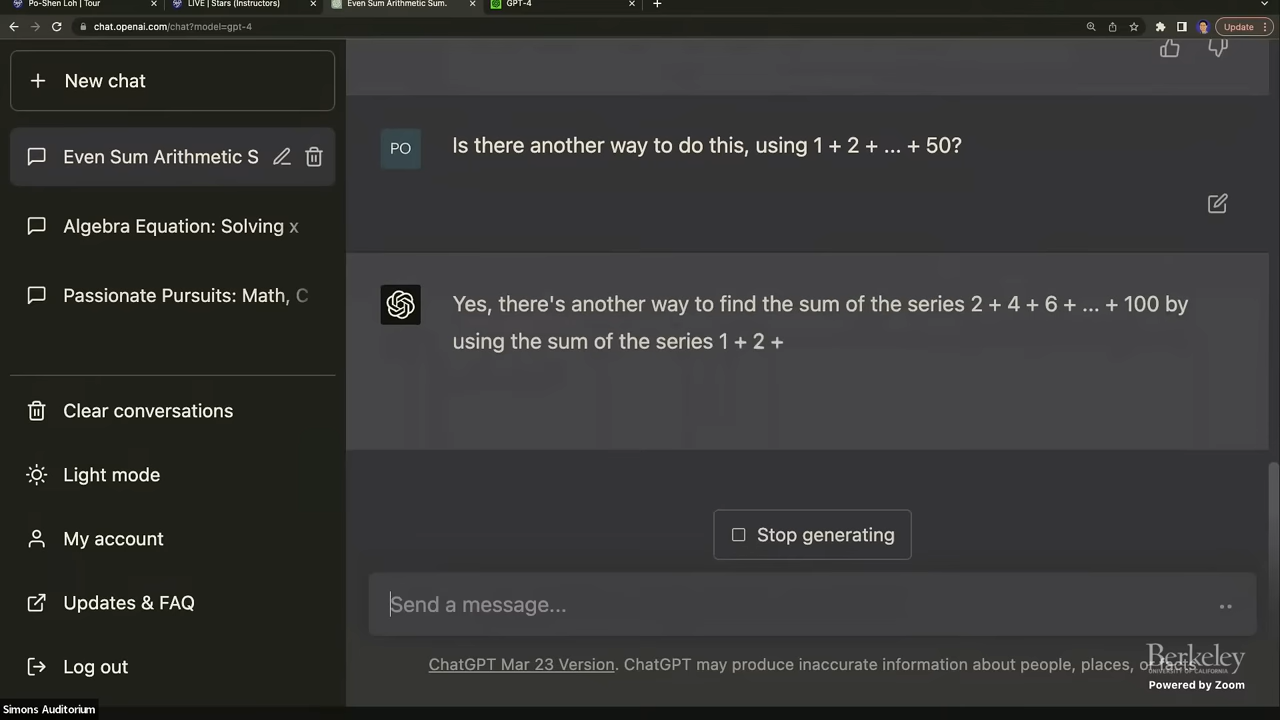 Po-Shen Loh | Tour
LIVE | Stars (Instructors)
Even Sum Arithmetic Sum.
GPT-4
chat.openai.com/chat?model=gpt-4
Update
New chat
Even Sum Arithmetic S
Algebra Equation: Solving x
Passionate Pursuits: Math, C
Clear conversations
Light mode
My account
Updates & FAQ
Log out
PO
Is there another way to do this, using 1 + 2 + ... + 50?
Yes, there's another way to find the sum of the series 2 + 4 + 6 + ... + 100 by
using the sum of the series 1 + 2 +
Stop generating
Send a message...
ChatGPT Mar 23 Version. ChatGPT may produce inaccurate information about people, places, or facts
Berkeley
UNIVERSITY OF CALIFORNIA
Powered by Zoom
Simons Auditorium